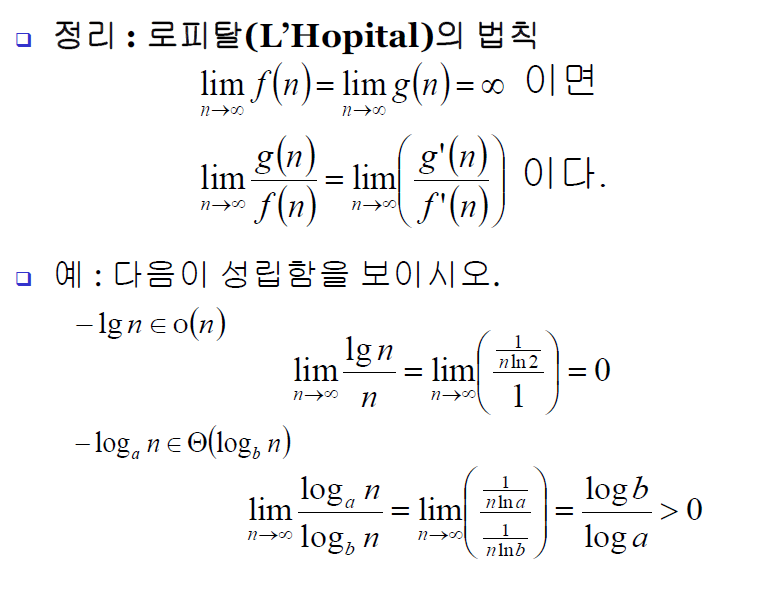 ❑ 정리 : 로피탈(L’Hopital)의 법칙
lim_{n→∞} f(n) = lim_{n→∞} g(n) = ∞ 이면
lim_{n→∞} g(n)/f(n) = lim_{n→∞} ( g'(n)/f'(n) ) 이다.
❑ 예 : 다음이 성립함을 보이시오.
– lg n ∈ o(n)
lim_{n→∞} lg n / n = lim_{n→∞} ( (1/(n ln 2)) / 1 ) = 0
– log_a n ∈ Θ(log_b n)
lim_{n→∞} log_a n / log_b n = lim_{n→∞} ( (1/(n ln a)) / (1/(n ln b)) ) = log b / log a > 0